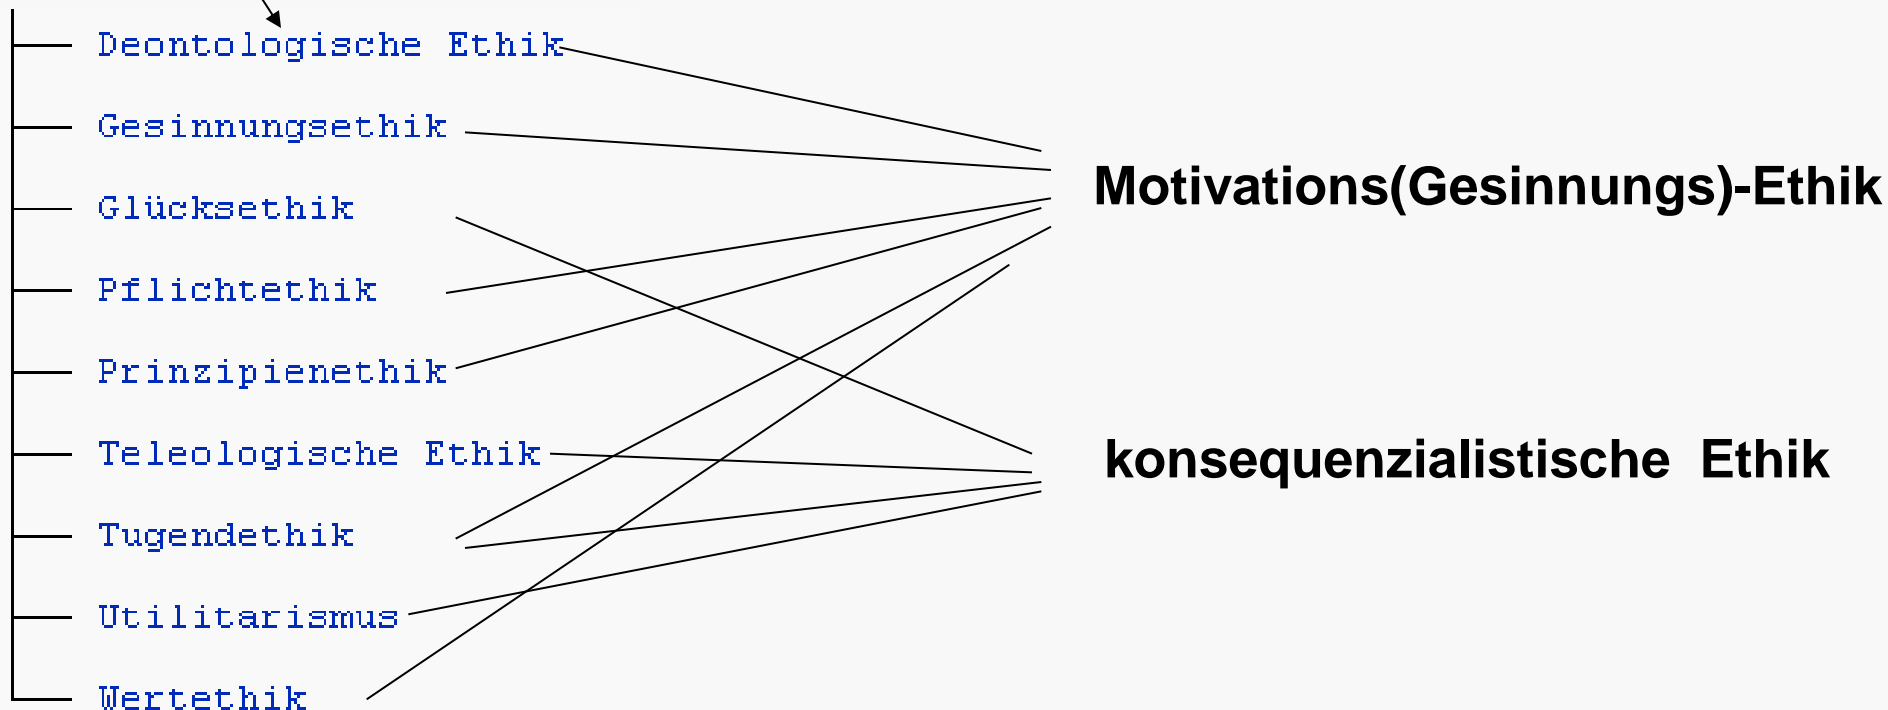 Deontologische Ethik
Gesinnungsethik
Motivations(Gesinnungs)-Ethik
Glücksethik
Pflichtethik
Prinzipienethik
Teleologische Ethik
konsequenzialistische Ethik
Tugendethik
Utilitarismus
Wertethik